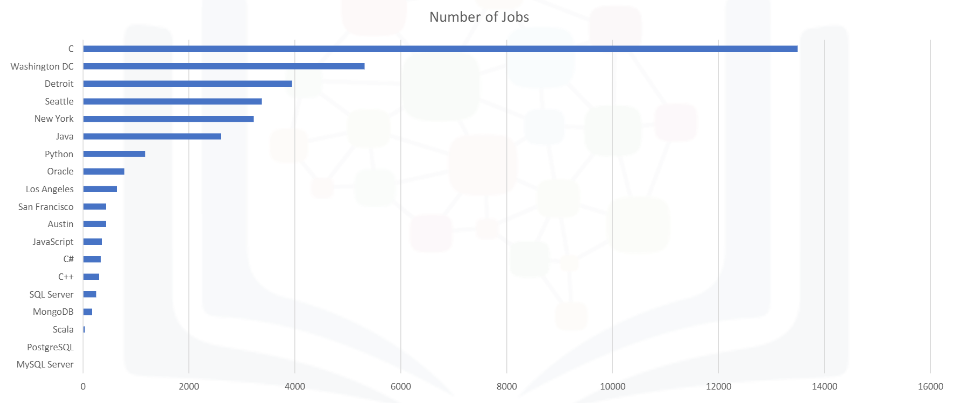 Number of Jobs
C
Washington DC
Detroit
Seattle
New York
Java
Python
Oracle
Los Angeles
San Francisco
Austin
JavaScript
C#
C++
SQL Server
MongoDB
Scala
PostgreSQL
MySQL Server
0 2000 4000 6000 8000 10000 12000 14000 16000